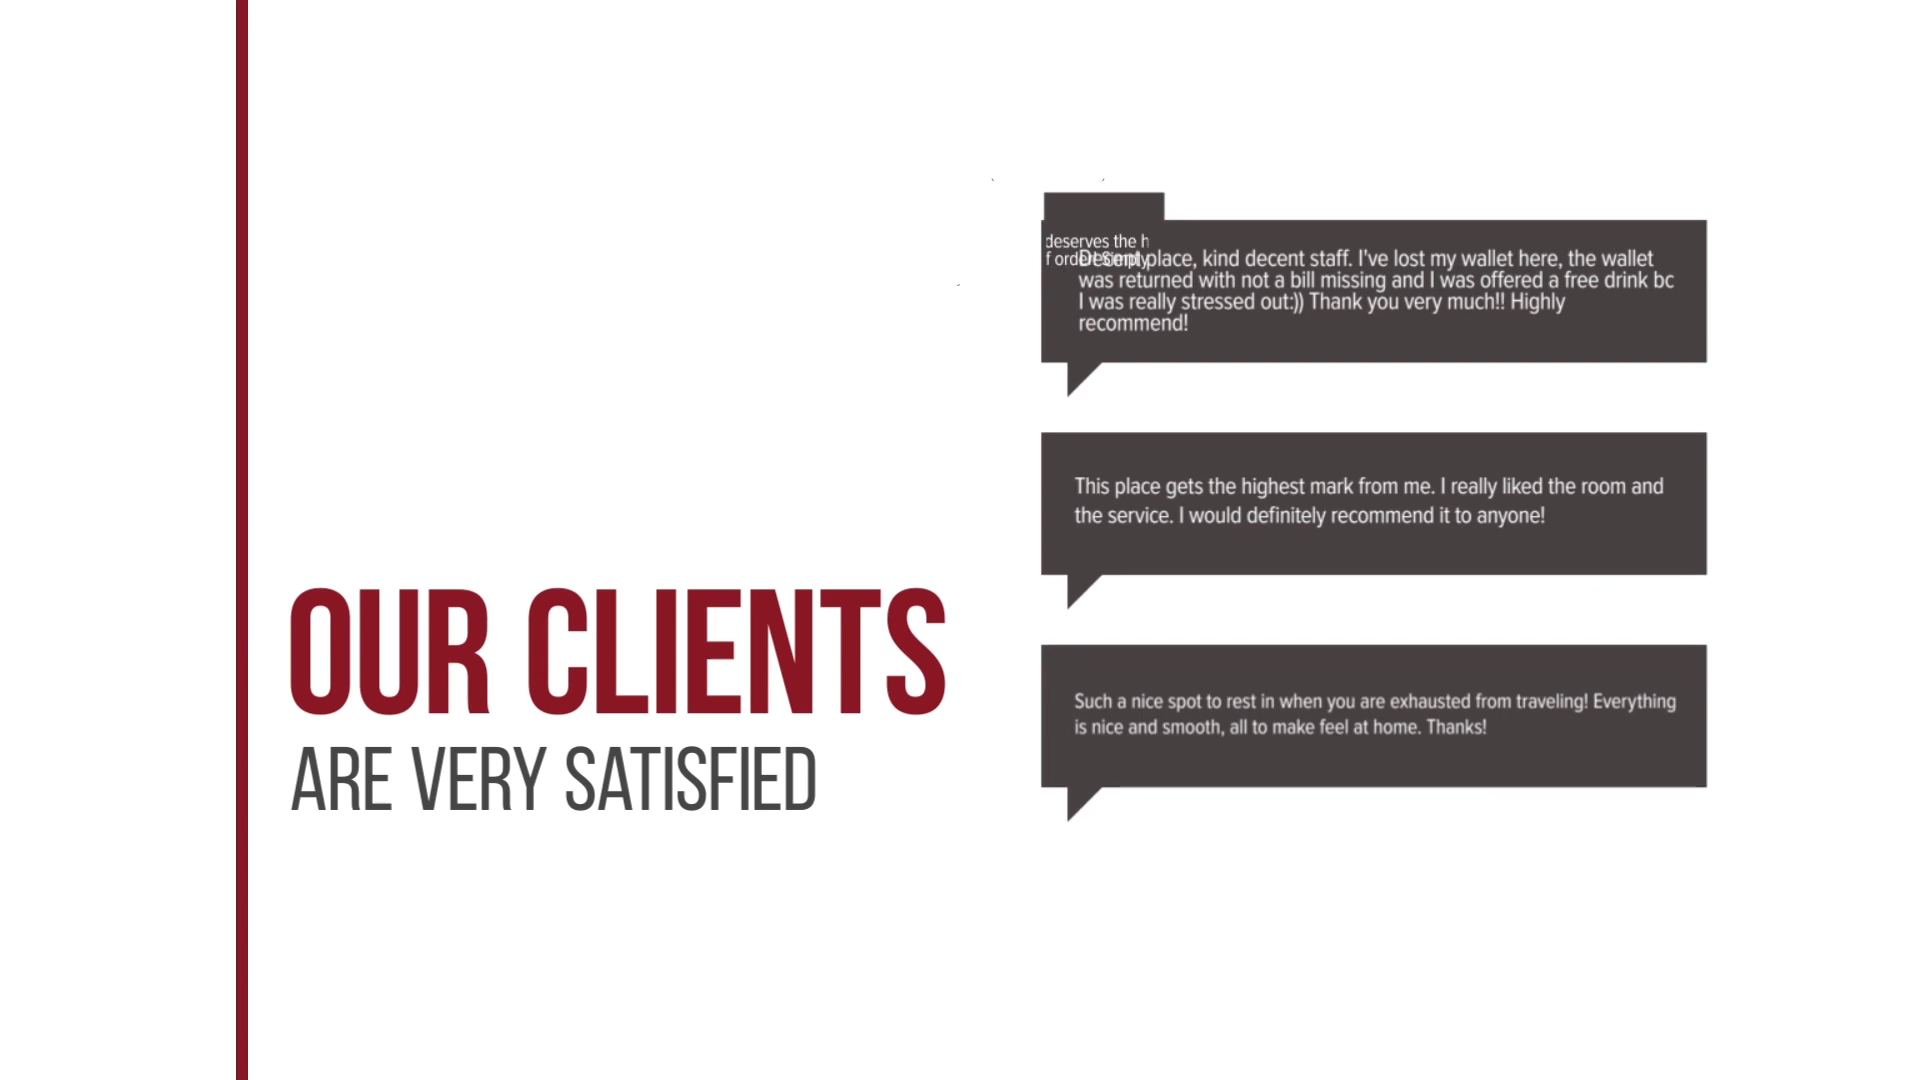 OUR CLIENTS
ARE VERY SATISFIED
deserves the h
Decent place, kind decent staff. I've lost my wallet here, the wallet
was returned with not a bill missing and I was offered a free drink bc
I was really stressed out:)) Thank you very much!! Highly
recommend!
This place gets the highest mark from me. I really liked the room and
the service. I would definitely recommend it to anyone!
Such a nice spot to rest in when you are exhausted from traveling! Everything
is nice and smooth, all to make feel at home. Thanks!